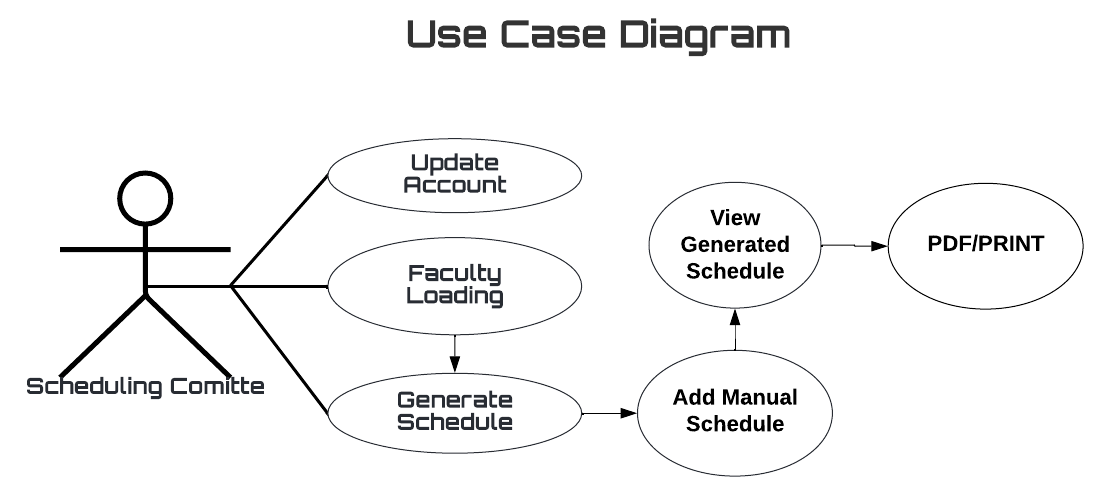 Use Case Diagram
Update
Account
Faculty
Loading
Generate
Schedule
Scheduling Comitte
View
Generated
Schedule
PDF/PRINT
Add Manual
Schedule